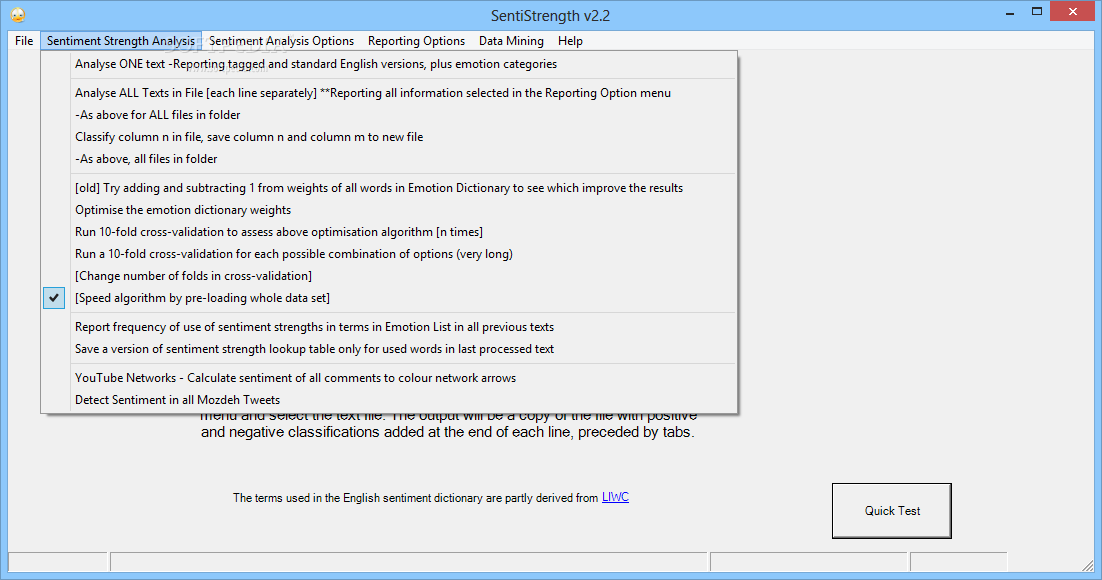 SentiStrength v2.2
File Sentiment Strength Analysis Sentiment Analysis Options Reporting Options Data Mining Help
Analyse ONE text -Reporting tagged and standard English versions, plus emotion categories
Analyse ALL Texts in File [each line separately] **Reporting all information selected in the Reporting Option menu
-As above for ALL files in folder
Classify column n in file, save column n and column m to new file
-As above, all files in folder
[old] Try adding and subtracting 1 from weights of all words in Emotion Dictionary to see which improve the results
Optimise the emotion dictionary weights
Run 10-fold cross-validation to assess above optimisation algorithm [n times]
Run a 10-fold cross-validation for each possible combination of options (very long)
[Change number of folds in cross-validation]
[Speed algorithm by pre-loading whole data set]
Report frequency of use of sentiment strengths in terms in Emotion List in all previous texts
Save a version of sentiment strength lookup table only for used words in last processed text
YouTube Networks - Calculate sentiment of all comments to colour network arrows
Detect Sentiment in all Mozdeh Tweets
menu and select the text file. The output will be a copy of the file with positive
and negative classifications added at the end of each line, preceded by tabs.
The terms used in the English sentiment dictionary are partly derived from LIWC
Quick Test